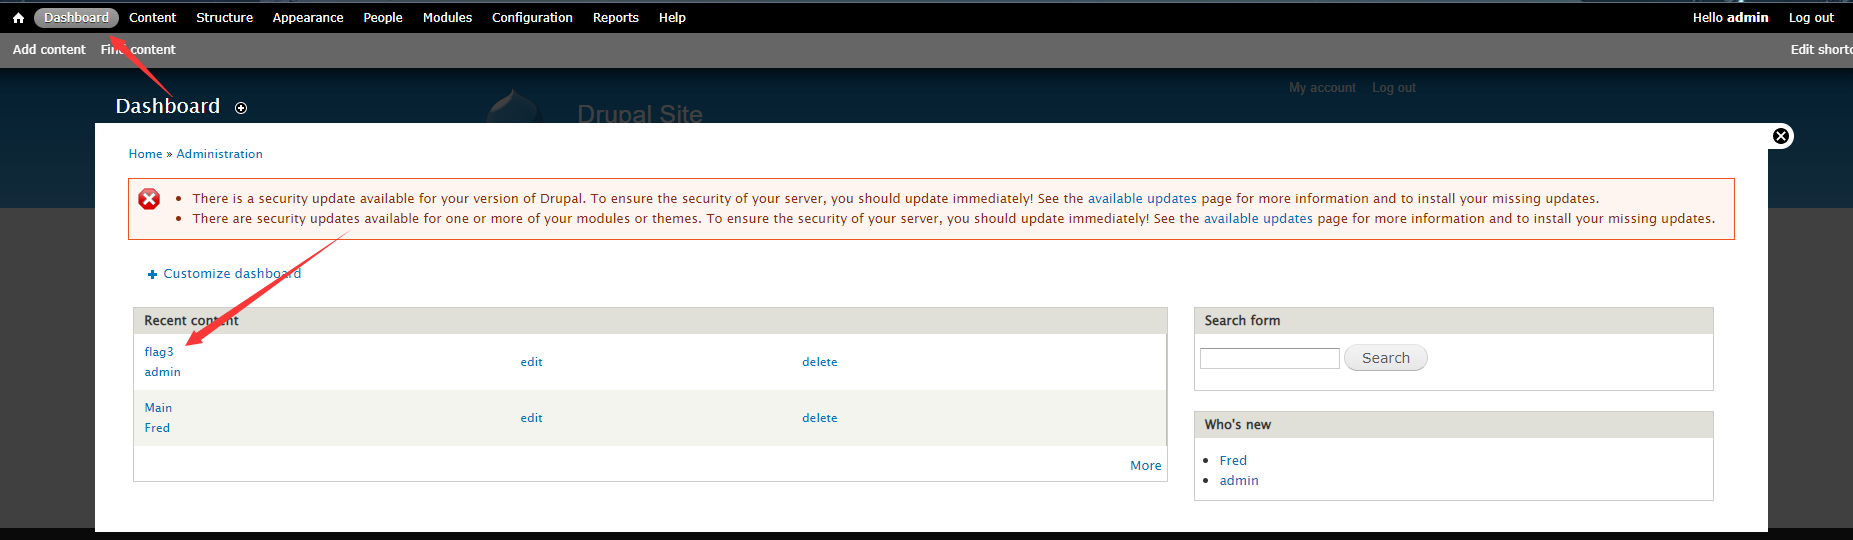 Dashboard Content Structure Appearance People Modules Configuration Reports Help Hello admin Log out
Add content Find content Edit shortc
My account Log out
Dashboard
Drupal Site
Home » Administration
There is a security update available for your version of Drupal. To ensure the security of your server, you should update immediately! See the available updates page for more information and to install your missing updates.
There are security updates available for one or more of your modules or themes. To ensure the security of your server, you should update immediately! See the available updates page for more information and to install your missing updates.
Customize dashboard
Recent content
flag3
admin
edit delete
Main
Fred
edit delete
More
Search form
Search
Who's new
Fred
admin